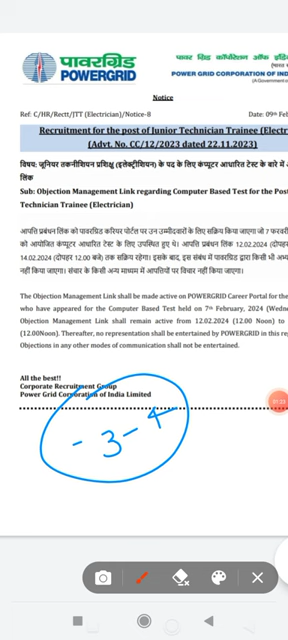 पावरग्रिड
POWERGRID
पावर ग्रिड कॉर्पोरेशन ऑफ इंडि
(भारत स
POWER GRID CORPORATION OF IN
(A Government o
Notice
Ref: C/HR/Rectt/JTT (Electrician)/Notice-8
Date: 09th Feb
Recruitment for the post of Junior Technician Trainee (Elect
(Advt. No. CC/12/2023 dated 22.11.2023)
विषय: जूनियर तकनीशियन प्रशिक्षु (इलेक्ट्रीशियन) के पद के लिए कंप्यूटर आधारित टेस्ट के बारे में आ
लिंक
Sub: Objection Management Link regarding Computer Based Test for the Post
Technician Trainee (Electrician)
आपत्ति प्रबंधन लिंक को पावरग्रिड करियर पोर्टल पर उन उम्मीदवारों के लिए सक्रिय किया जाएगा जो 7 फरवरी
को आयोजित कंप्यूटर आधारित टेस्ट के लिए उपस्थित हुए थे। आपत्ति प्रबंधन लिंक 12.02.2024 (दोपहर
14.02.2024 (दोपहर 12.00 बजे) तक सक्रिय रहेगा। इसके बाद, इस संबंध में पावरग्रिड द्वारा किसी भी अभ्य
नहीं किया जाएगा। संचार के किसी अन्य माध्यम में आपत्तियों पर विचार नहीं किया जाएगा।
The Objection Management Link shall be made active on POWERGRID Career Portal for the
who have appeared for the Computer Based Test held on 7th February, 2024 (Wedne
Objection Management Link shall remain active from 12.02.2024 (12.00 Noon) to
(12.00Noon). Thereafter, no representation shall be entertained by POWERGRID in this re
Objections in any other modes of communication shall not be entertained.
All the best!!
Corporate Recruitment Group
Power Grid Corporation of India Limited
01:23
- 3 - 4